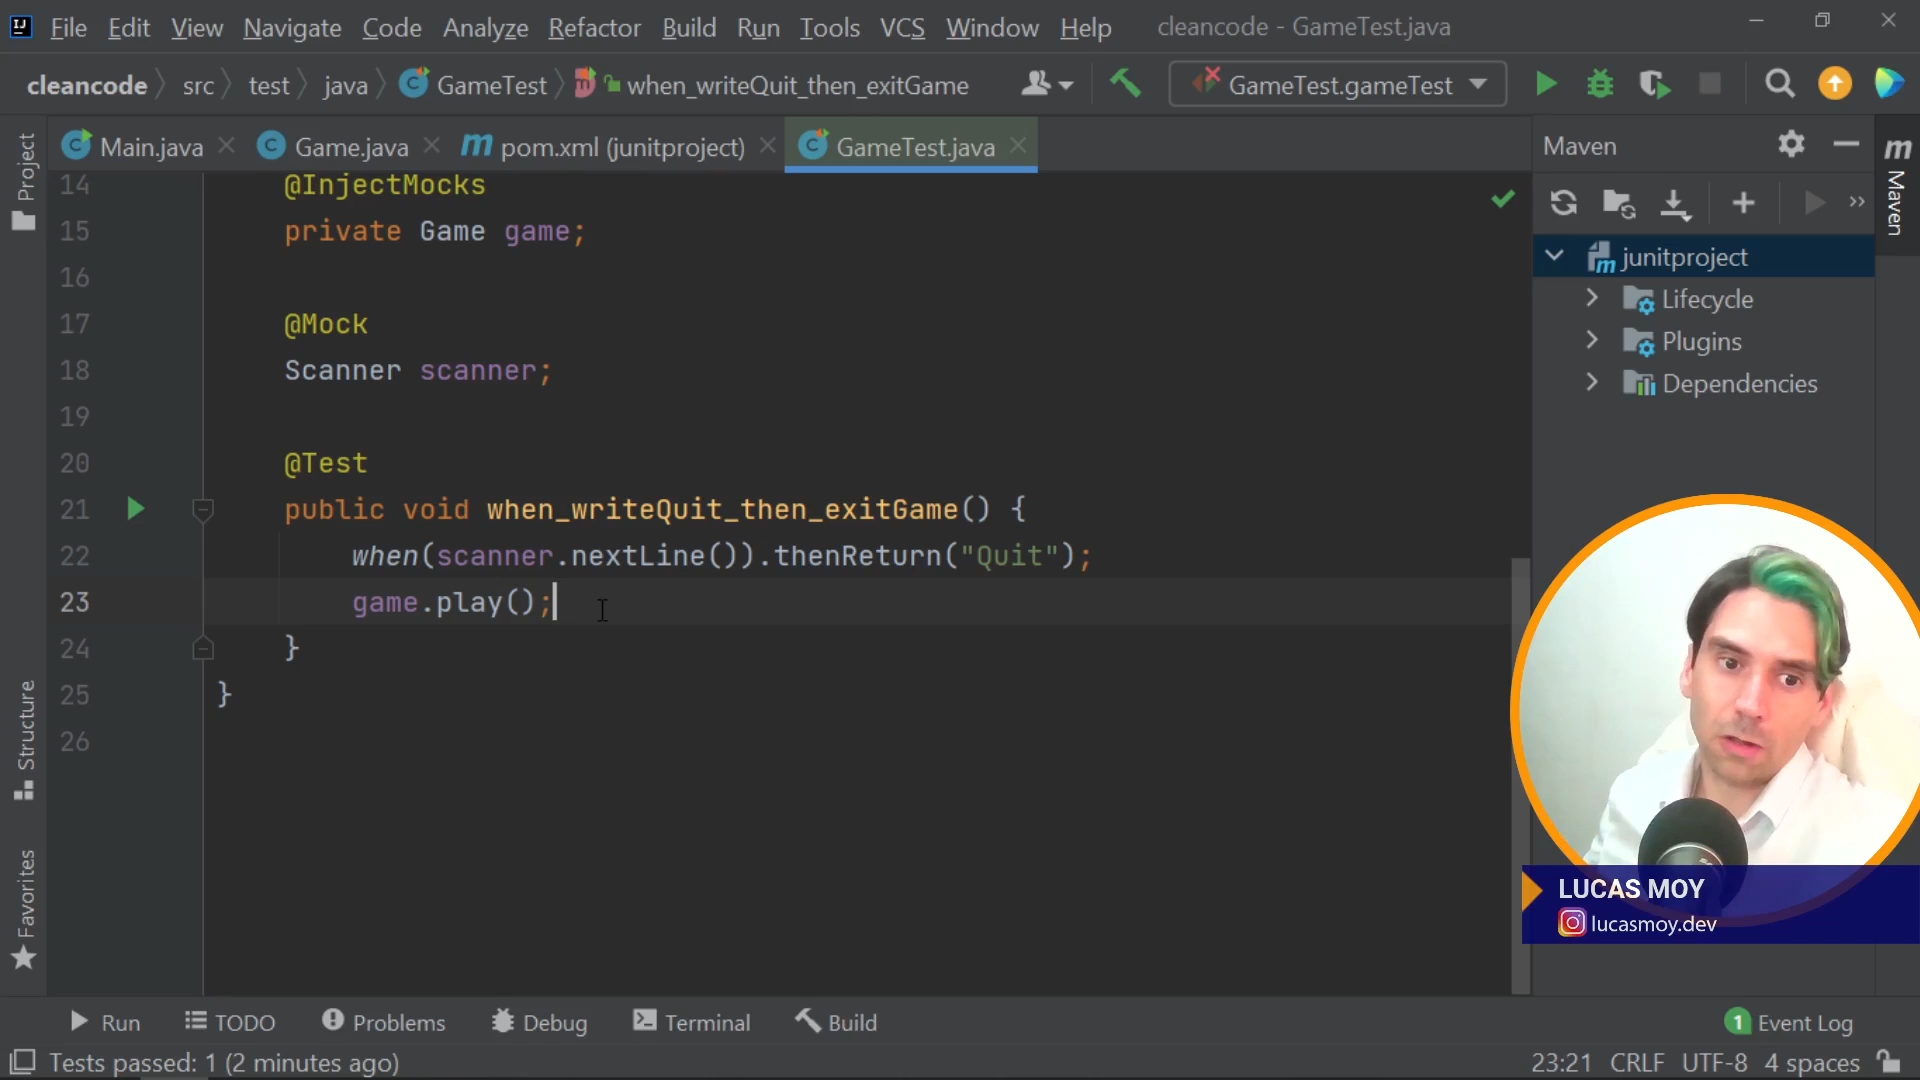 IJ
File Edit View Navigate Code Analyze Refactor Build Run Tools VCS Window Help cleancode - GameTest.java
cleancode src test java GameTest when_writeQuit_then_exitGame GameTest.gameTest
Main.java Game.java pom.xml (junitproject) GameTest.java
Maven
Project
Maven
14 @InjectMocks
15 private Game game;
16
17 @Mock
18 Scanner scanner;
19
20 @Test
21 public void when_writeQuit_then_exitGame() {
22 when(scanner.nextLine()).thenReturn("Quit");
23 game.play();
24 }
25 }
26
junitproject
Lifecycle
Plugins
Dependencies
Structure
Favorites
LUCAS MOY
lucasmoy.dev
Run TODO Problems Debug Terminal Build 1 Event Log
Tests passed: 1 (2 minutes ago) 23:21 CRLF UTF-8 4 spaces